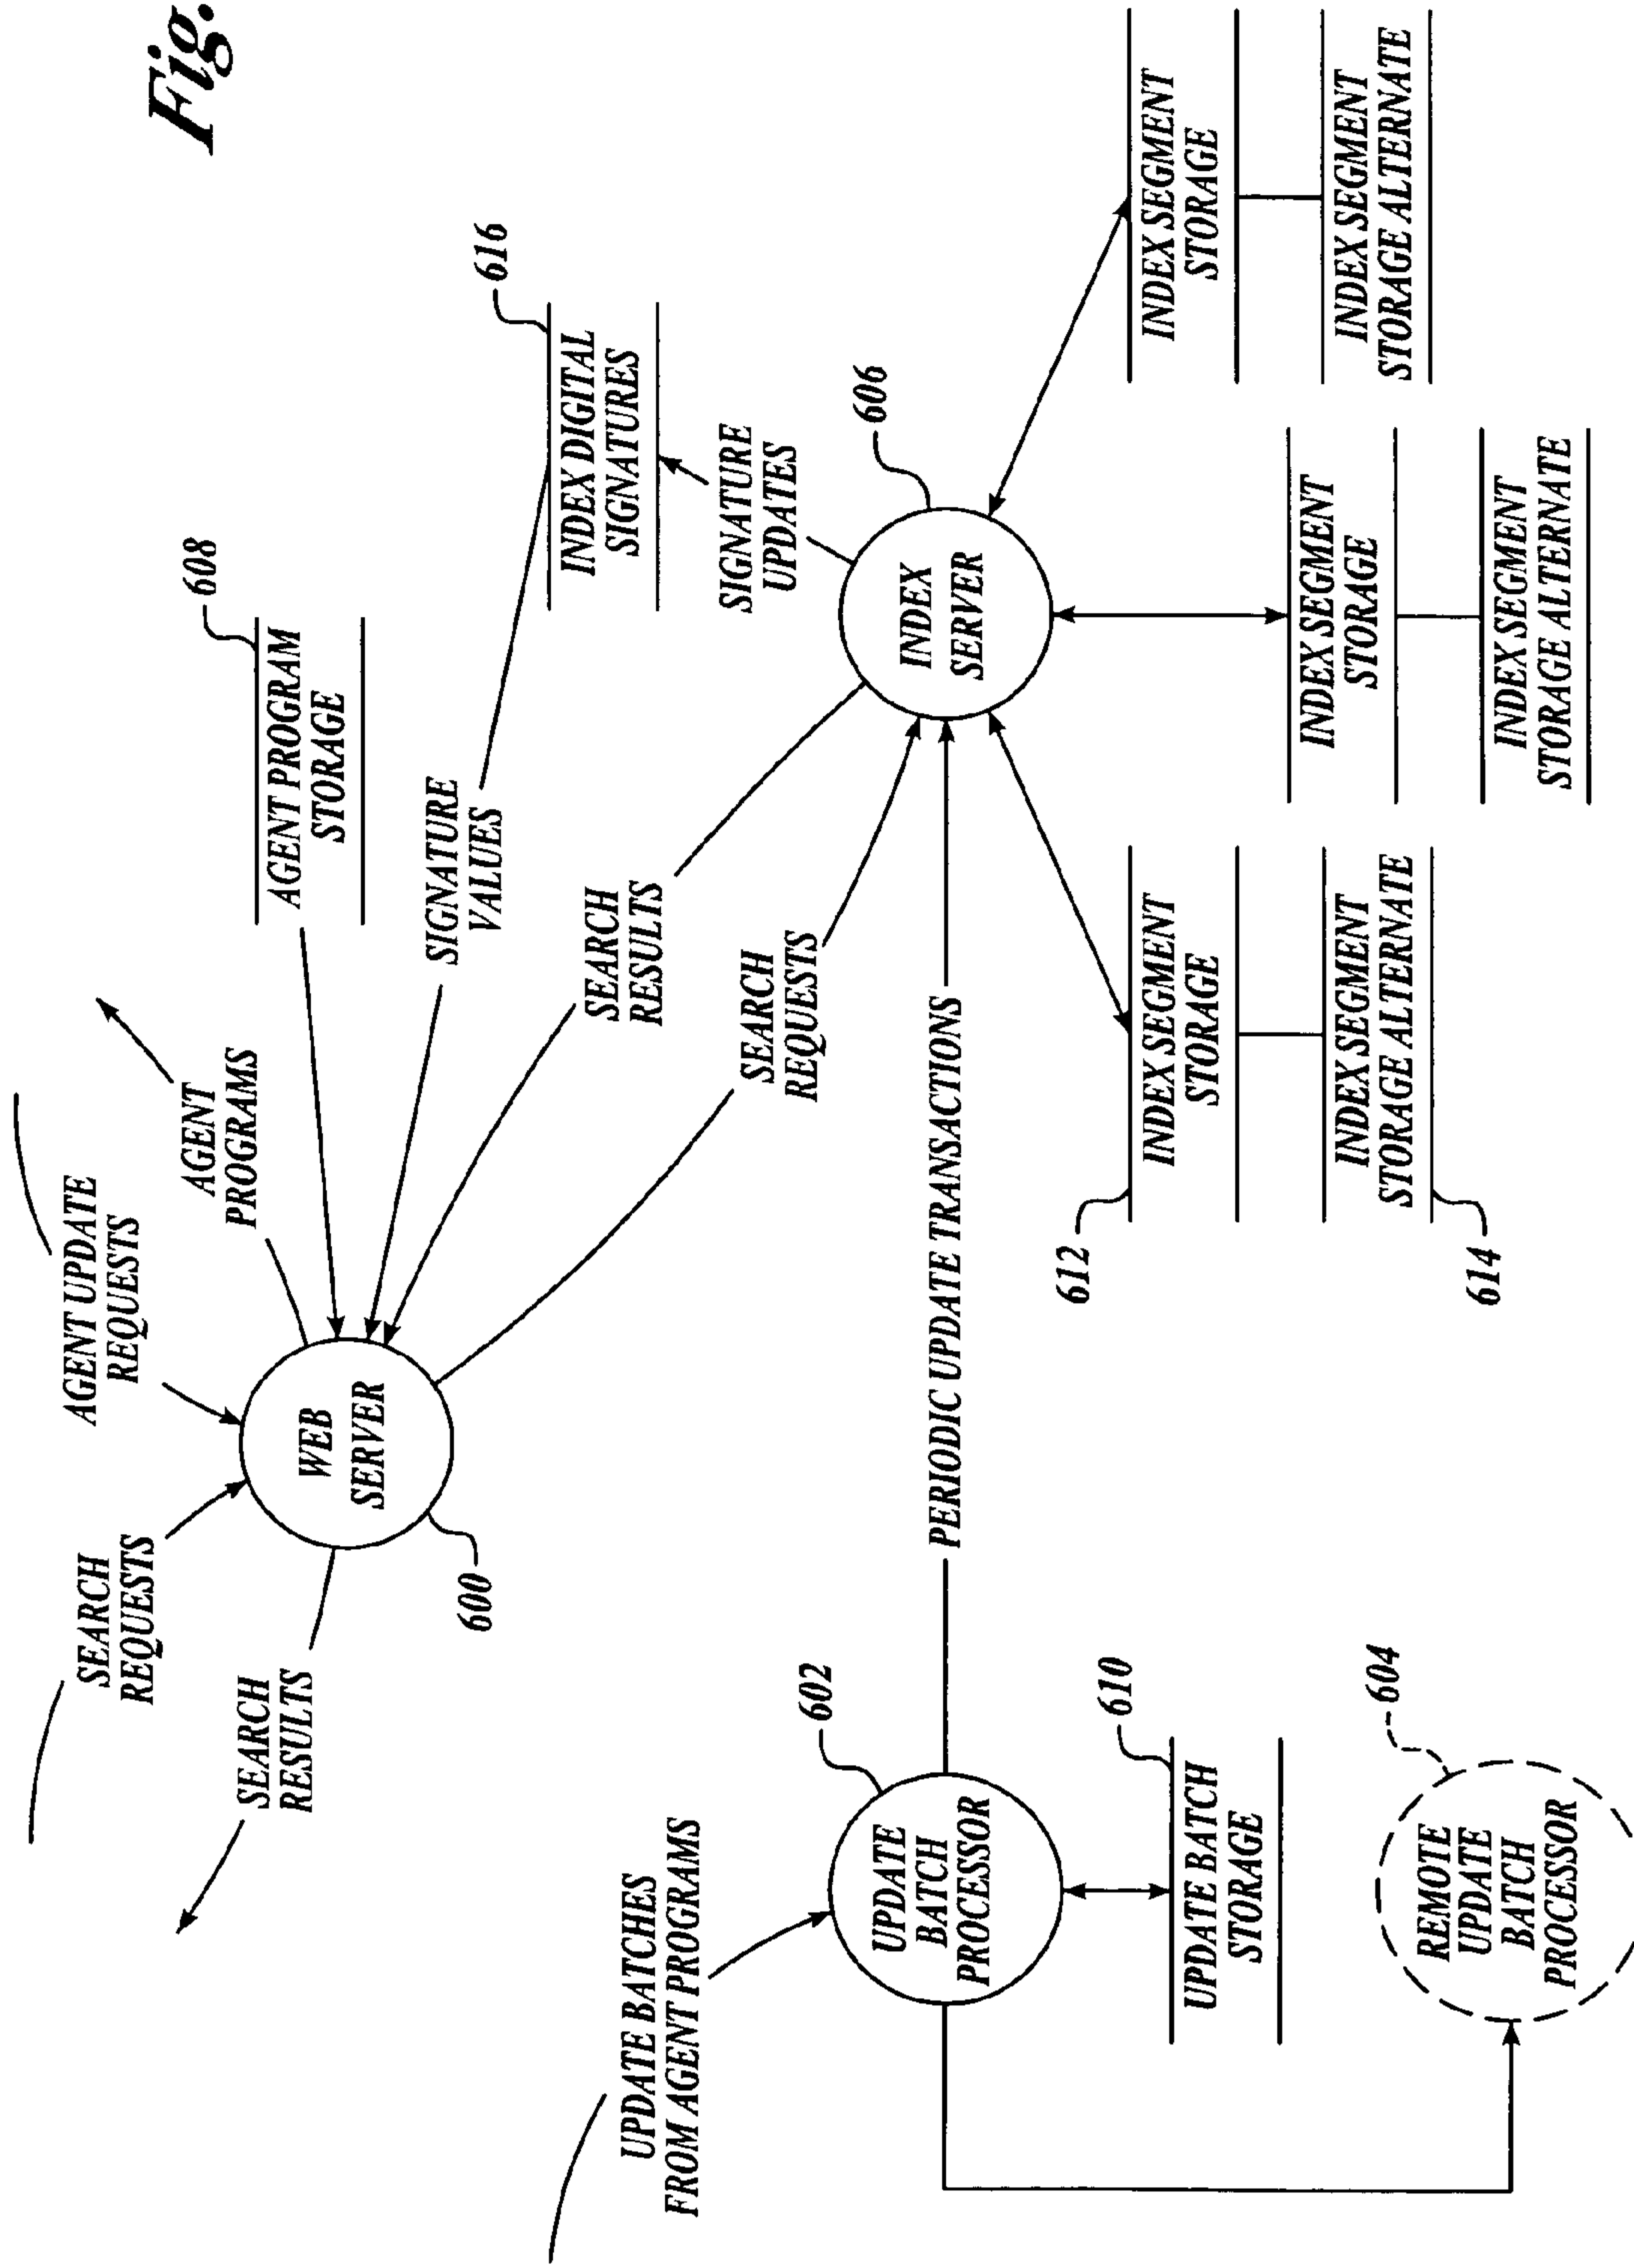 Fig.
SEARCH
REQUESTS
AGENT UPDATE
REQUESTS
AGENT
PROGRAMS
SEARCH
RESULTS
WEB
SERVER
600
608
AGENT PROGRAM
STORAGE
SIGNATURE
VALUES
616
INDEX DIGITAL
SIGNATURES
SEARCH
RESULTS
SEARCH
REQUESTS
SIGNATURE
UPDATES
606
INDEX
SERVER
UPDATE BATCHES
FROM AGENT PROGRAMS
602
UPDATE
BATCH
PROCESSOR
PERIODIC UPDATE TRANSACTIONS
610
UPDATE BATCH
STORAGE
604
REMOTE
UPDATE
BATCH
PROCESSOR
612
INDEX SEGMENT
STORAGE
INDEX SEGMENT
STORAGE ALTERNATE
614
INDEX SEGMENT
STORAGE
INDEX SEGMENT
STORAGE ALTERNATE
INDEX SEGMENT
STORAGE
INDEX SEGMENT
STORAGE ALTERNATE